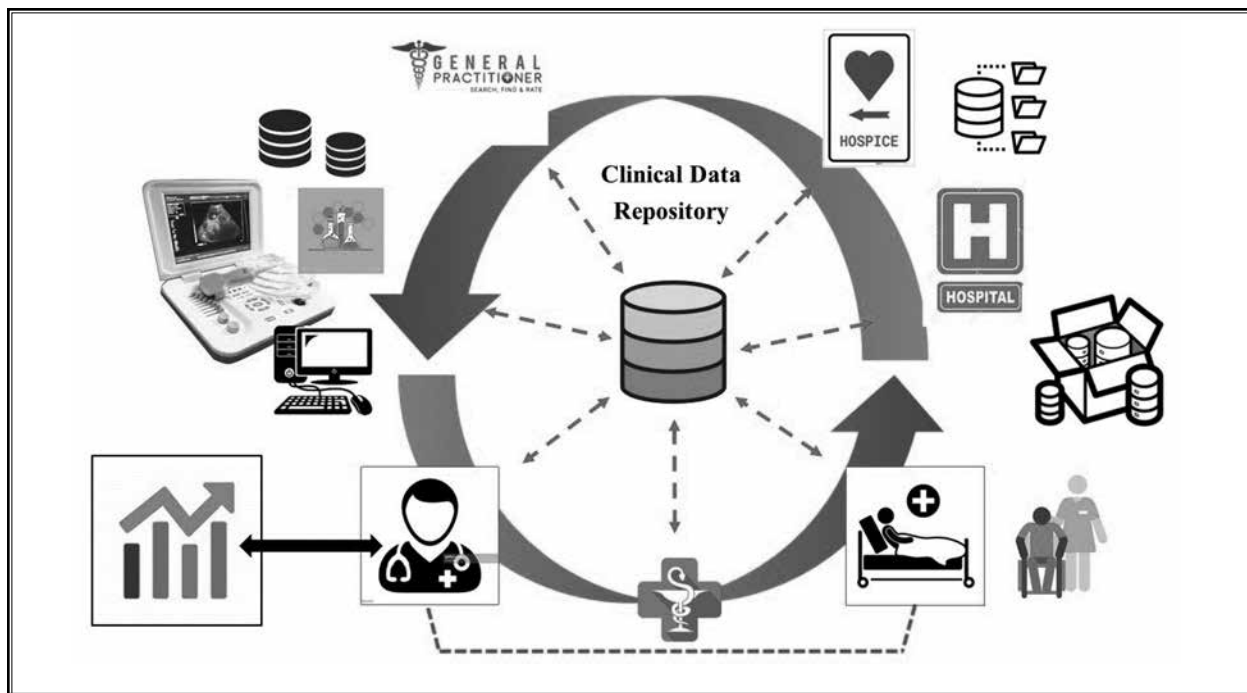 GENERAL
PRACTITIONER
SEARCH, FIND & RATE
HOSPICE
Clinical Data
Repository
H
HOSPITAL